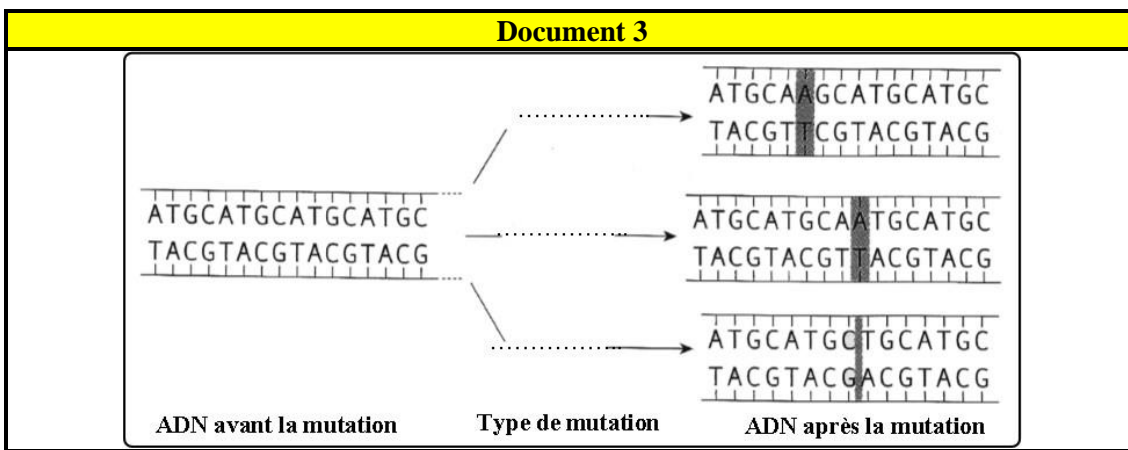 Document 3
ATGCAAGCATGCATGC
TACGTTCGTACGTACG
ATGCATGCATGCATGC
TACGTACGTACGTACG
ATGCATGCAATGCATGC
TACGTACGTTACGTACG
ATGCATGCTGCATGC
TACGTACGACGTACG
ADN avant la mutation
Type de mutation
ADN après la mutation